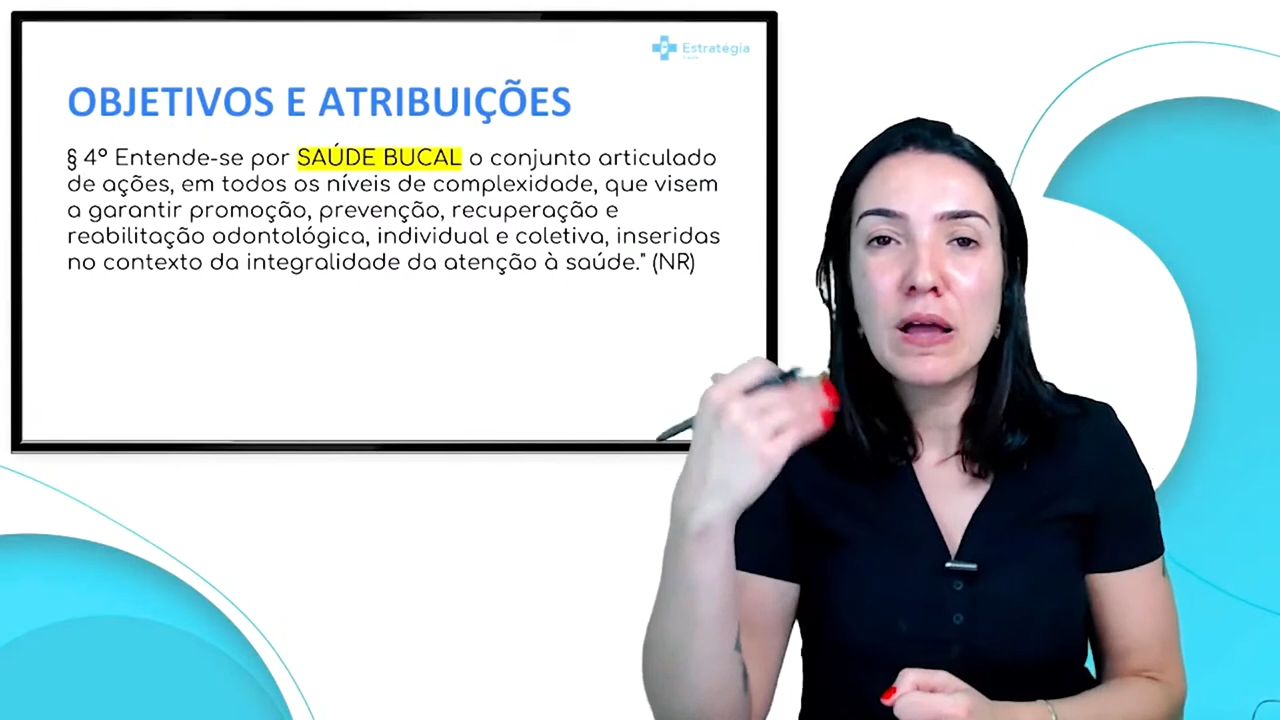 Estratégia
OBJETIVOS E ATRIBUIÇÕES
§ 4º Entende-se por SAÚDE BUCAL o conjunto articulado
de ações, em todos os níveis de complexidade, que visem
a garantir promoção, prevenção, recuperação e
reabilitação odontológica, individual e coletiva, inseridas
no contexto da integralidade da atenção à saúde." (NR)